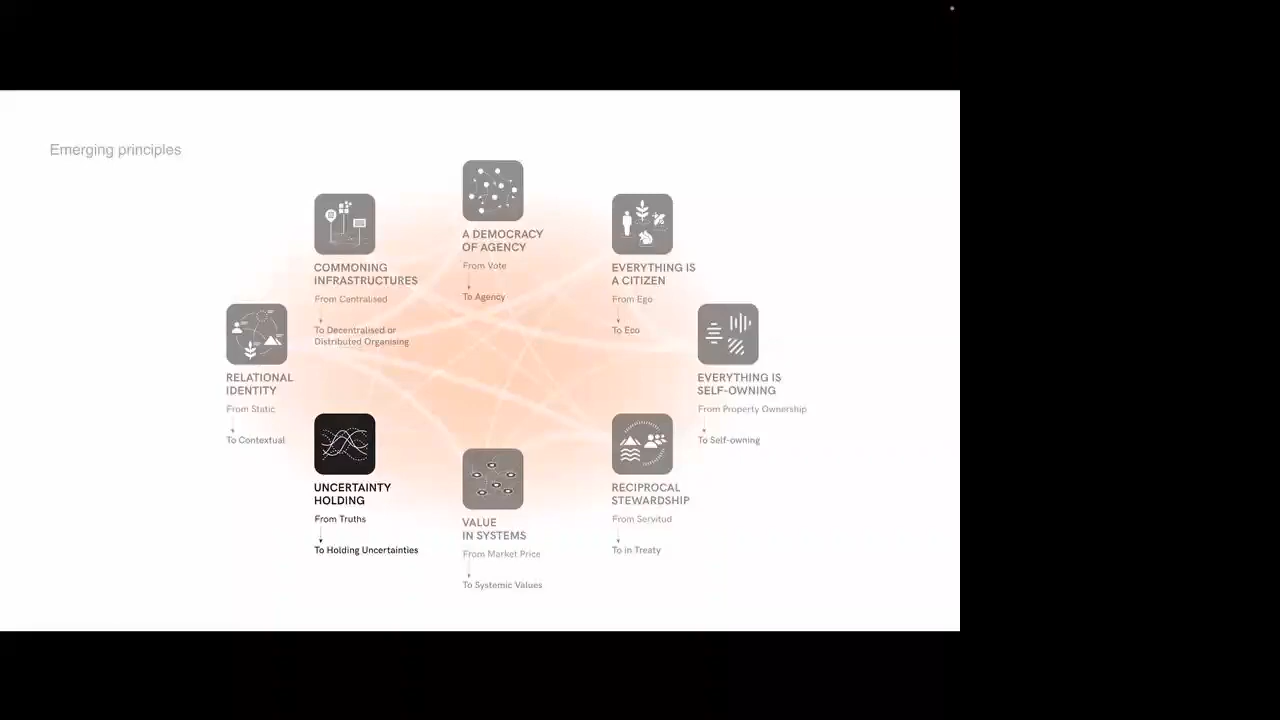 Emerging principles
A DEMOCRACY
OF AGENCY
From Vote
To Agency
COMMONING
INFRASTRUCTURES
From Centralised
To Decentralised or
Distributed Organising
EVERYTHING IS
A CITIZEN
From Ego
To Eco
RELATIONAL
IDENTITY
From Static
To Contextual
EVERYTHING IS
SELF-OWNING
From Property Ownership
To Self-owning
UNCERTAINTY
HOLDING
From Truths
To Holding Uncertainties
VALUE
IN SYSTEMS
From Market Price
To Systemic Values
RECIPROCAL
STEWARDSHIP
From Servitud
To in Treaty